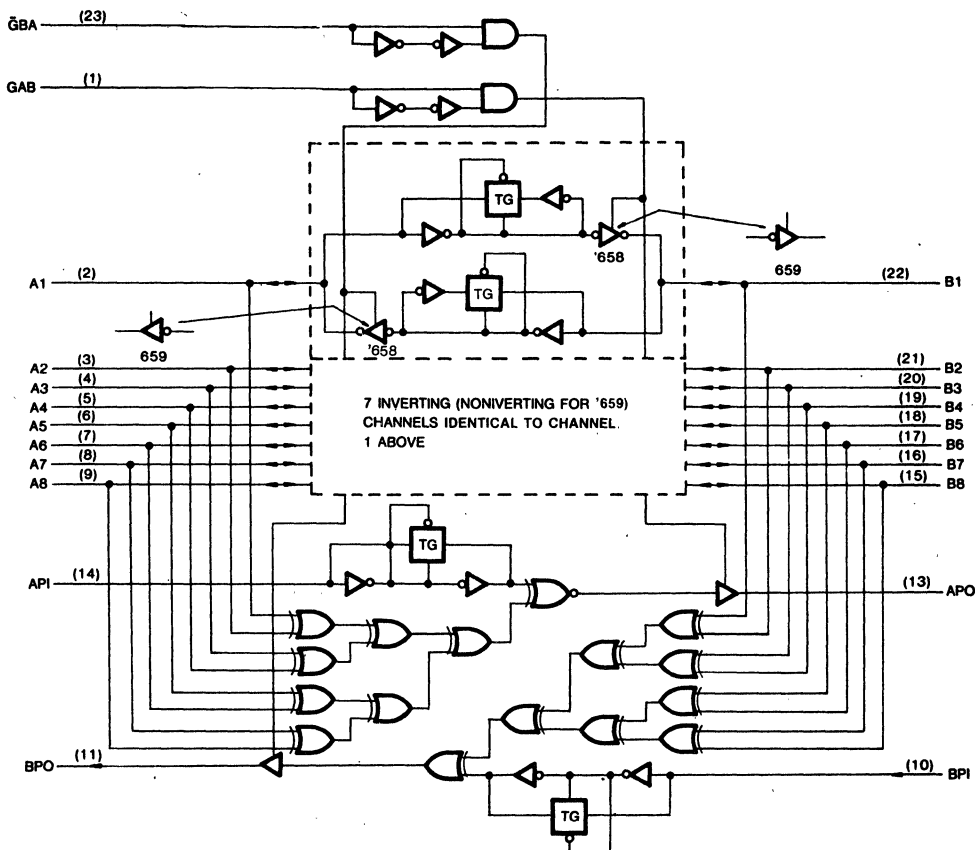 ḠBA (23)
GAB (1)
TG
'658
659
A1 (2)
TG
(22) B1
659
'658
A2 (3)
(21) B2
A3 (4)
(20) B3
A4 (5)
(19) B4
A5 (6)
(18) B5
A6 (7)
(17) B6
A7 (8)
(16) B7
A8 (9)
(15) B8
7 INVERTING (NONIVERTING FOR '659)
CHANNELS IDENTICAL TO CHANNEL
1 ABOVE
TG
API (14)
(13) APO
BPO (11)
(10) BPI
TG